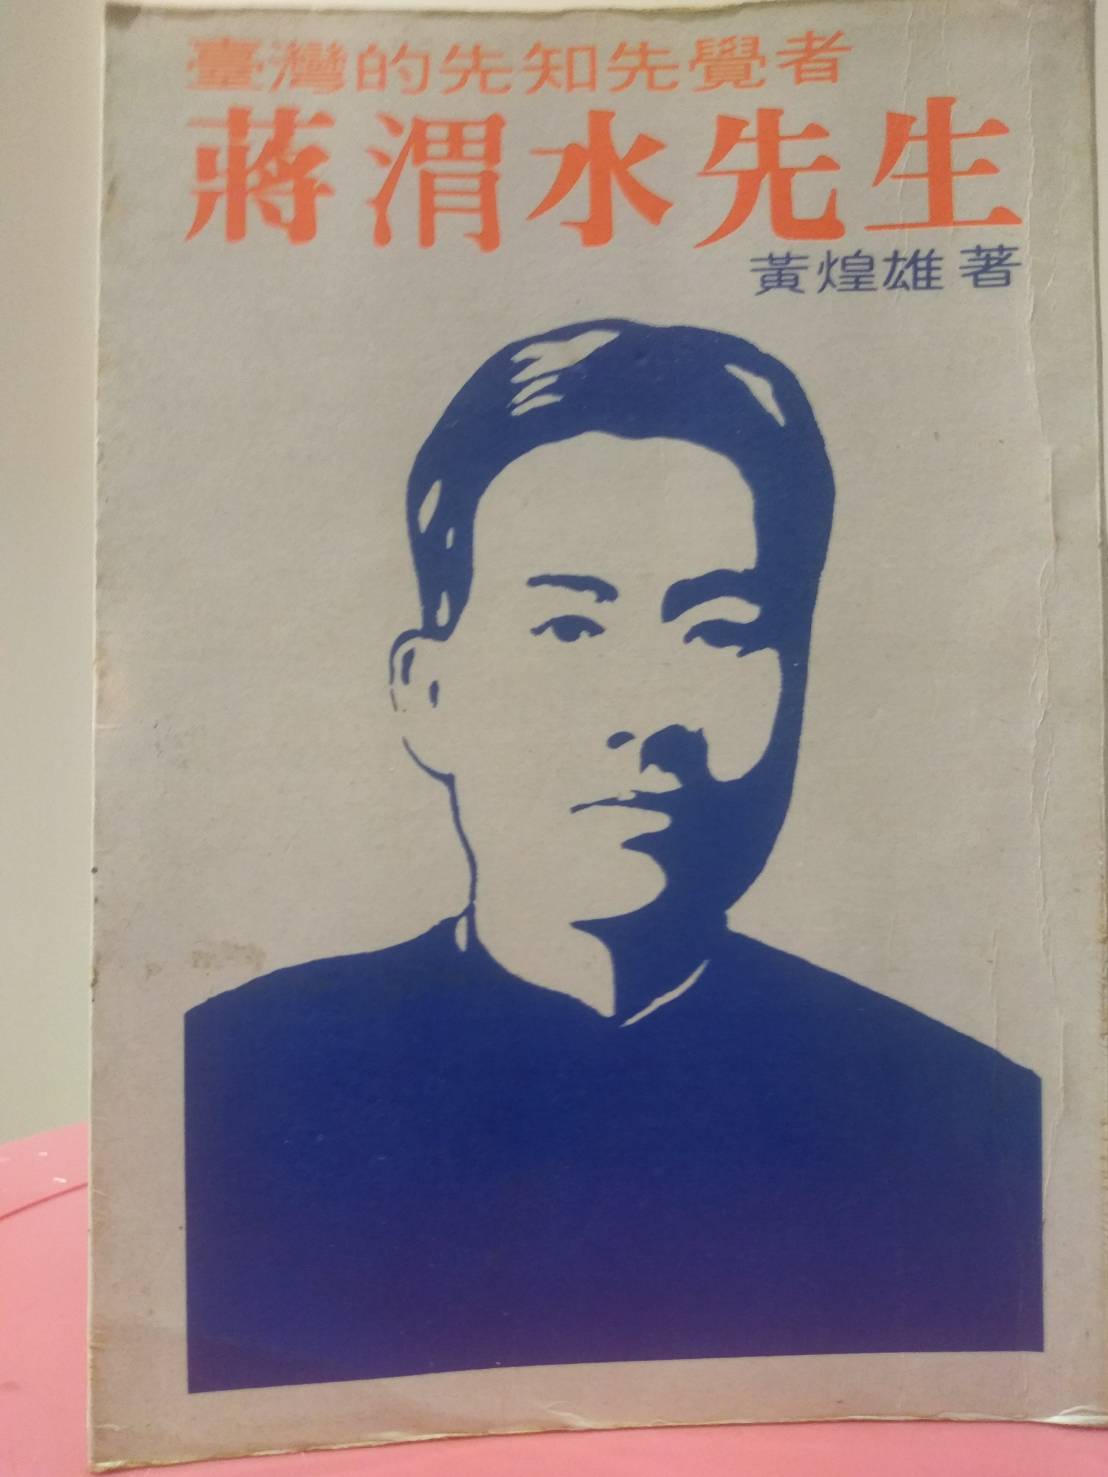 臺灣的先知先覺者
蔣渭水先生
黃煌雄 著